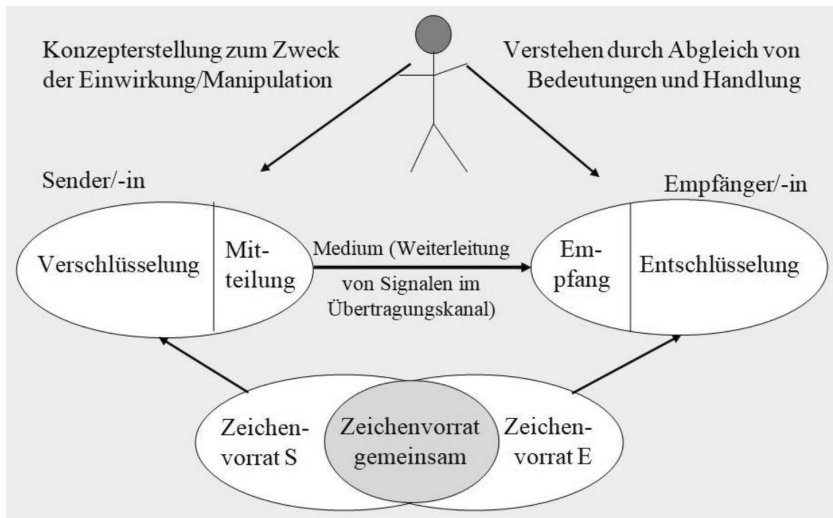 Konzepterstellung zum Zweck
der Einwirkung/Manipulation
Verstehen durch Abgleich von
Bedeutungen und Handlung
Sender/-in
Empfänger/-in
Verschlüsselung
Mit-
teilung
Medium (Weiterleitung
von Signalen im
Übertragungskanal)
Em-
pfang
Entschlüsselung
Zeichen-
vorrat S
Zeichenvorrat
gemeinsam
Zeichen-
vorrat E